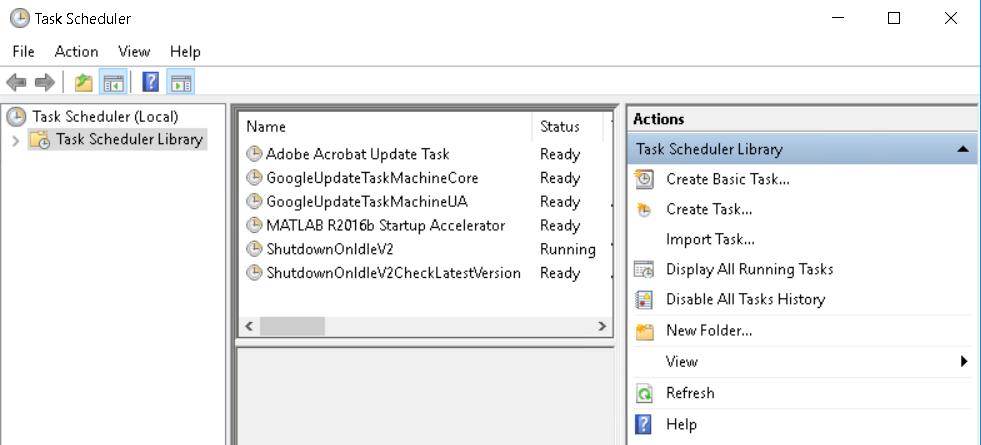 Task Scheduler
File Action View Help
Task Scheduler (Local)
Task Scheduler Library
Name Status
Adobe Acrobat Update Task Ready
GoogleUpdateTaskMachineCore Ready
GoogleUpdateTaskMachineUA Ready
MATLAB R2016b Startup Accelerator Ready
ShutdownOnIdleV2 Running
ShutdownOnIdleV2CheckLatestVersion Ready
Actions
Task Scheduler Library
Create Basic Task...
Create Task...
Import Task...
Display All Running Tasks
Disable All Tasks History
New Folder...
View
Refresh
Help